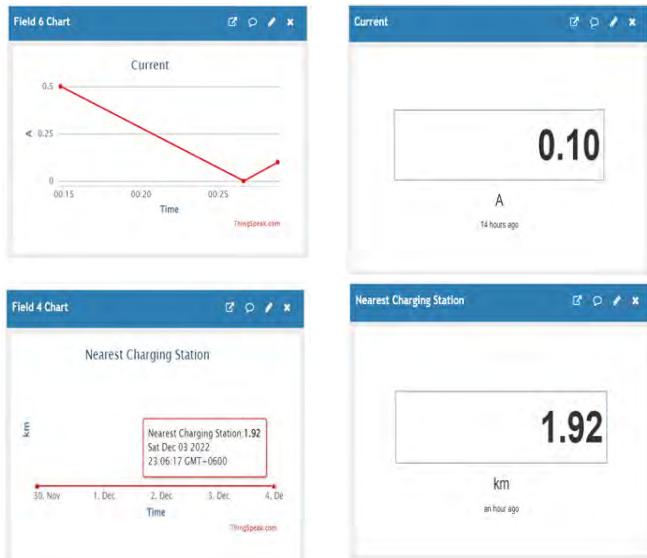 Field 6 Chart
Current
0.5
A
0.25
0
00:15
00:20
00:25
Time
ThingSpeak.com
Current
0.10
A
14 hours ago
Field 4 Chart
Nearest Charging Station
km
Nearest Charging Station:1.92
Sat Dec 03 2022
23:06:17 GMT-0600
30. Nov
1. Dec
2. Dec
3. Dec
4. De
Time
ThingSpeak.com
Nearest Charging Station
1.92
km
an hour ago